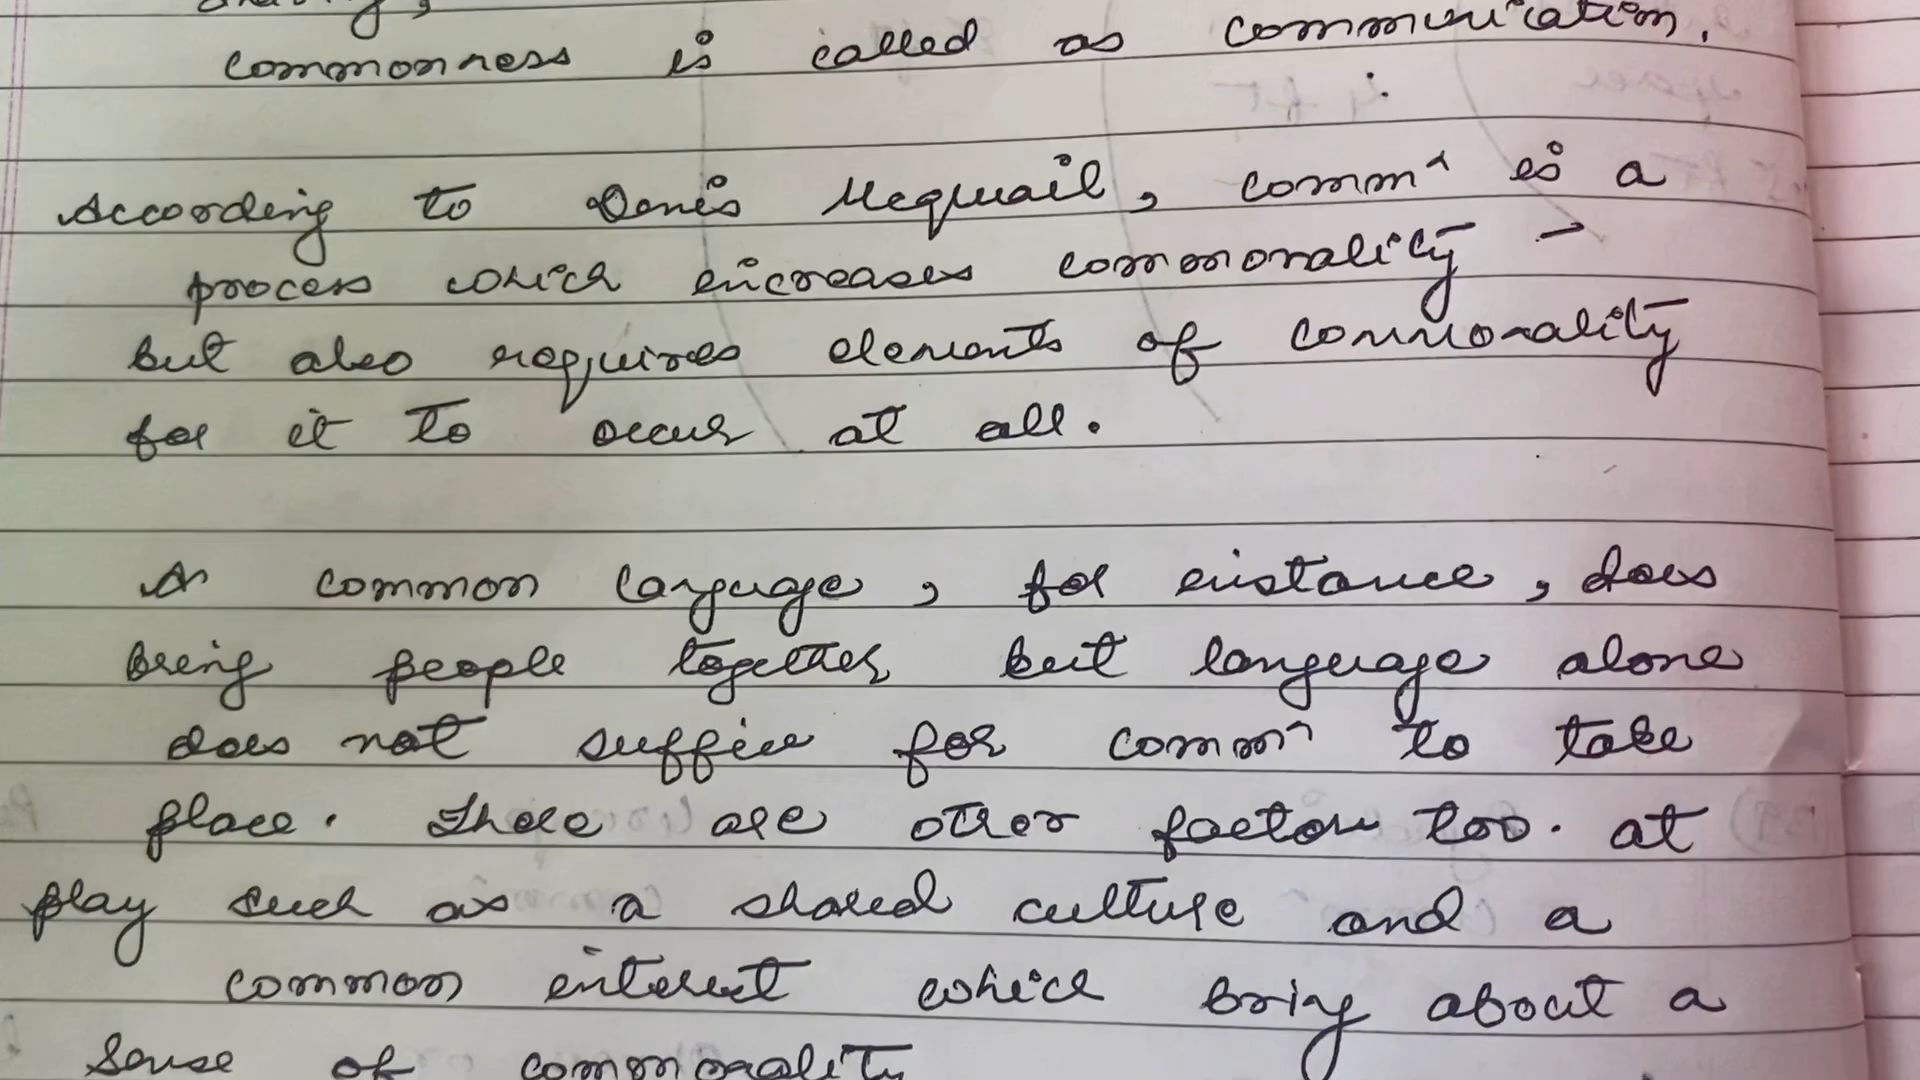 commonness is called as communication.
According to Denis Mcquail, commⁿ is a
process which increases commonality –
but also requires elements of commonality
for it to occur at all.
A common language, for instance, does
bring people together but language alone
does not suffice for commⁿ to take
place. There are other factors too. at
play such as a shared culture and a
common interest which bring about a
sense of commonality